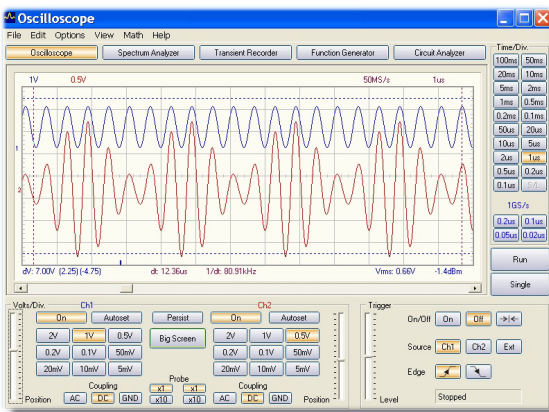 Oscilloscope
File Edit Options View Math Help
Oscilloscope Spectrum Analyzer Transient Recorder Function Generator Circuit Analyzer
Time/Div.
100ms 50ms
20ms 10ms
5ms 2ms
1ms 0.5ms
0.2ms 0.1ms
50us 20us
10us 5us
2us 1us
0.5us 0.2us
0.1us
1GS/s
0.2us 0.1us
0.05us 0.02us
Run
Single
1V 0.5V 50MS/s 1us
1
2
dV: 7.00V (2.25)(-4.75) dt: 12.36us 1/dt: 80.91kHz Vrms: 0.66V -1.4dBm
Volts/Div. Ch1 Ch2
On Autoset Persist On Autoset
2V 1V 0.5V Big Screen 2V 1V 0.5V
0.2V 0.1V 50mV 0.2V 0.1V 50mV
20mV 10mV 5mV 20mV 10mV 5mV
Coupling Probe Coupling
x1 x1
Position AC DC GND x10 x10 AC DC GND Position
Trigger
On/Off On Off
Source Ch1 Ch2 Ext
Edge
Level Stopped